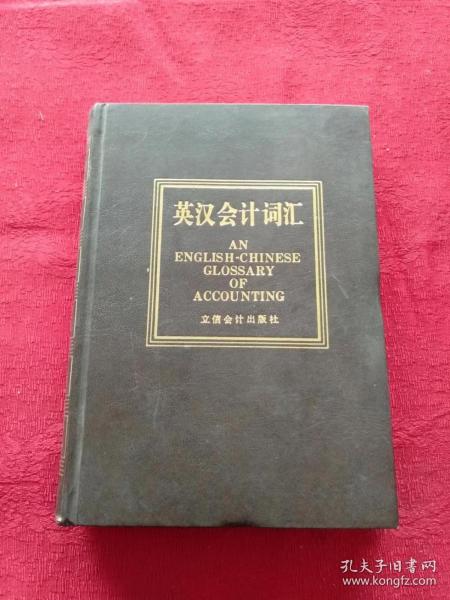 英汉会计词汇
AN
ENGLISH-CHINESE
GLOSSARY
OF
ACCOUNTING
立信会计出版社
孔夫子旧书网
www.kongfz.com